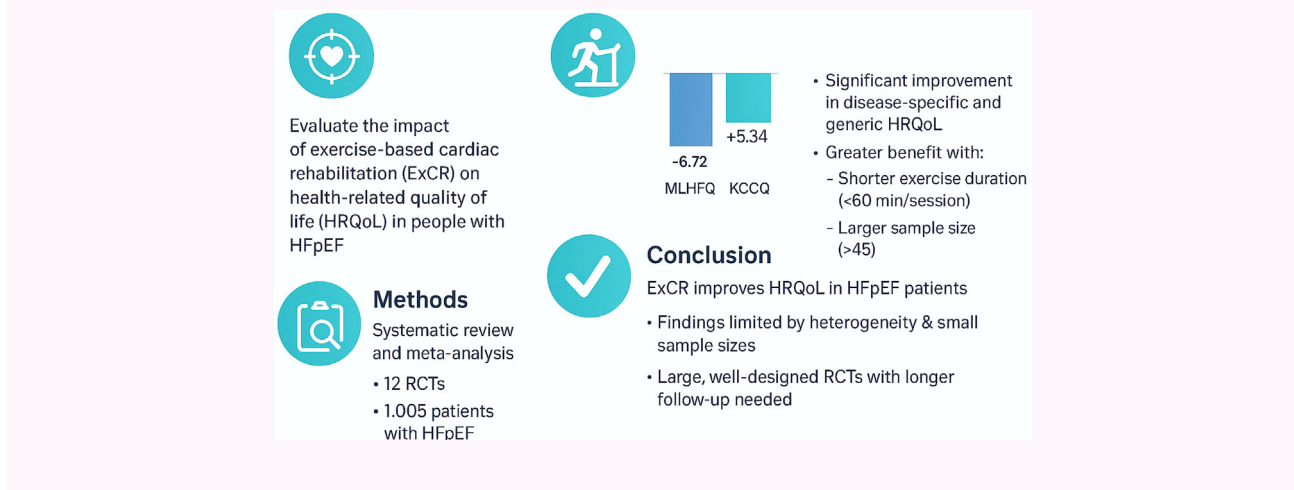 Evaluate the impact
of exercise-based cardiac
rehabilitation (ExCR) on
health-related quality of
life (HRQoL) in people with
HFpEF
Methods
Systematic review
and meta-analysis
• 12 RCTs
• 1.005 patients
with HFpEF
-6.72
+5.34
MLHFQ KCCQ
• Significant improvement
in disease-specific and
generic HRQoL
• Greater benefit with:
- Shorter exercise duration
(<60 min/session)
- Larger sample size
(>45)
Conclusion
ExCR improves HRQoL in HFpEF patients
• Findings limited by heterogeneity & small
sample sizes
• Large, well-designed RCTs with longer
follow-up needed